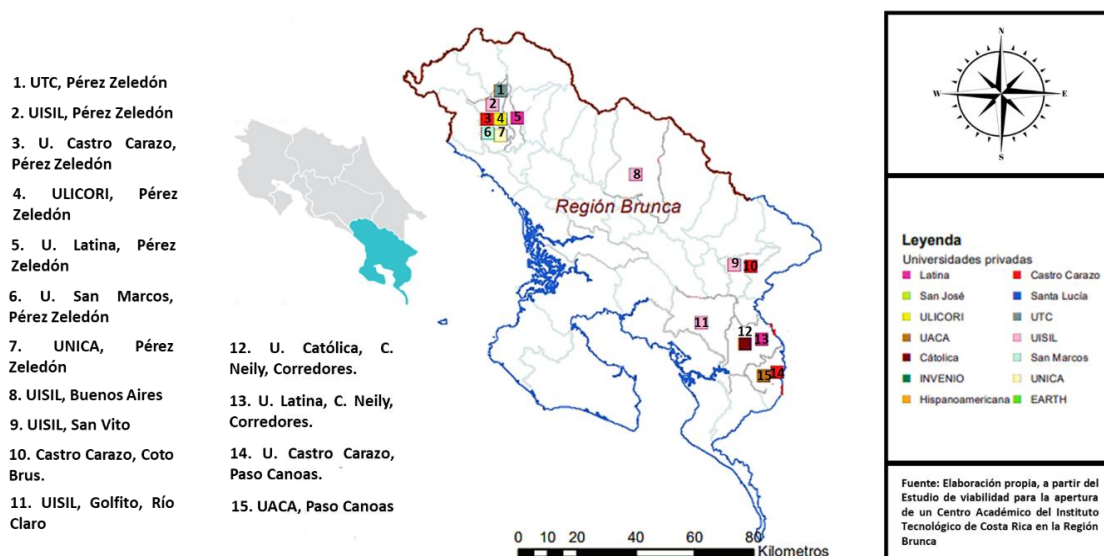 1. UTC, Pérez Zeledón
2. UISIL, Pérez Zeledón
3. U. Castro Carazo,
Pérez Zeledón
4. ULICORI, Pérez
Zeledón
5. U. Latina, Pérez
Zeledón
6. U. San Marcos,
Pérez Zeledón
7. UNICA, Pérez
Zeledón
8. UISIL, Buenos Aires
9. UISIL, San Vito
10. Castro Carazo, Coto
Brus.
11. UISIL, Golfito, Río
Claro
12. U. Católica, C.
Neily, Corredores.
13. U. Latina, C. Neily,
Corredores.
14. U. Castro Carazo,
Paso Canoas.
15. UACA, Paso Canoas
1
2
3 4 5
6 7
8
Región Brunca
9 10
11
12
13
15 14
0 10 20 40 60 80
Kilometros
N
W E
S
Leyenda
Universidades privadas
Latina Castro Carazo
San José Santa Lucía
ULICORI UTC
UACA UISIL
Cátolica San Marcos
INVENIO UNICA
Hispanoamericana EARTH
Fuente: Elaboración propia, a partir del
Estudio de viabilidad para la apertura
de un Centro Académico del Instituto
Tecnológico de Costa Rica en la Región
Brunca